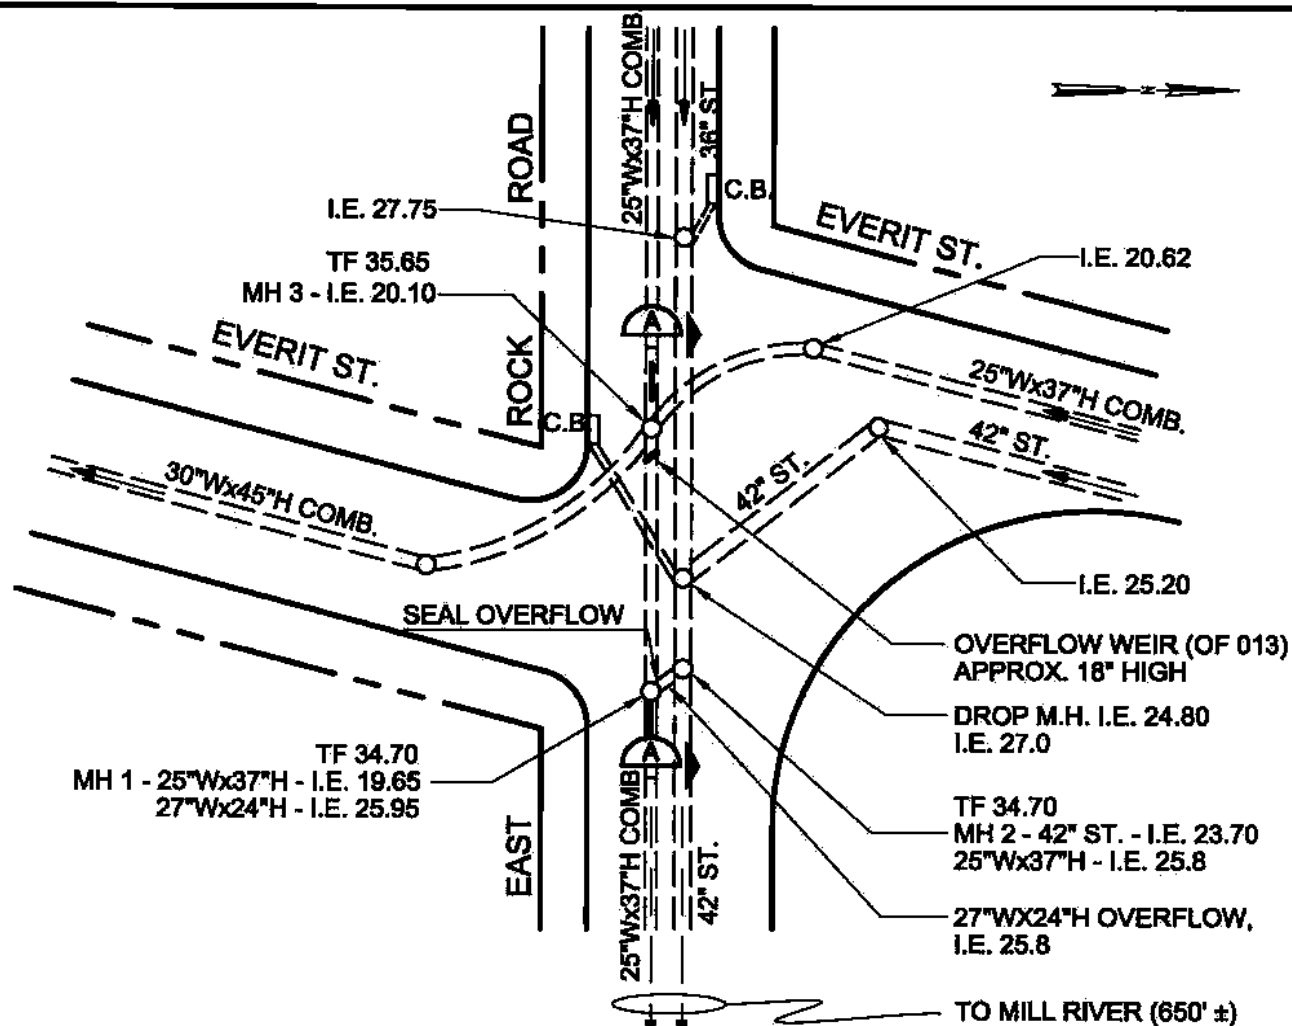 25"Wx37"H COMB.
36" ST.
ROAD
C.B.
I.E. 27.75
EVERIT ST.
I.E. 20.62
TF 35.65
MH 3 - I.E. 20.10
A
EVERIT ST.
ROCK
25"Wx37"H COMB.
C.B.
42" ST.
30"Wx45"H COMB.
42" ST.
I.E. 25.20
SEAL OVERFLOW
OVERFLOW WEIR (OF 013)
APPROX. 18" HIGH
DROP M.H. I.E. 24.80
I.E. 27.0
TF 34.70
MH 1 - 25"Wx37"H - I.E. 19.65
27"Wx24"H - I.E. 25.95
A
TF 34.70
MH 2 - 42" ST. - I.E. 23.70
25"Wx37"H - I.E. 25.8
EAST
25"Wx37"H COMB
42" ST.
27"WX24"H OVERFLOW,
I.E. 25.8
TO MILL RIVER (650' ±)